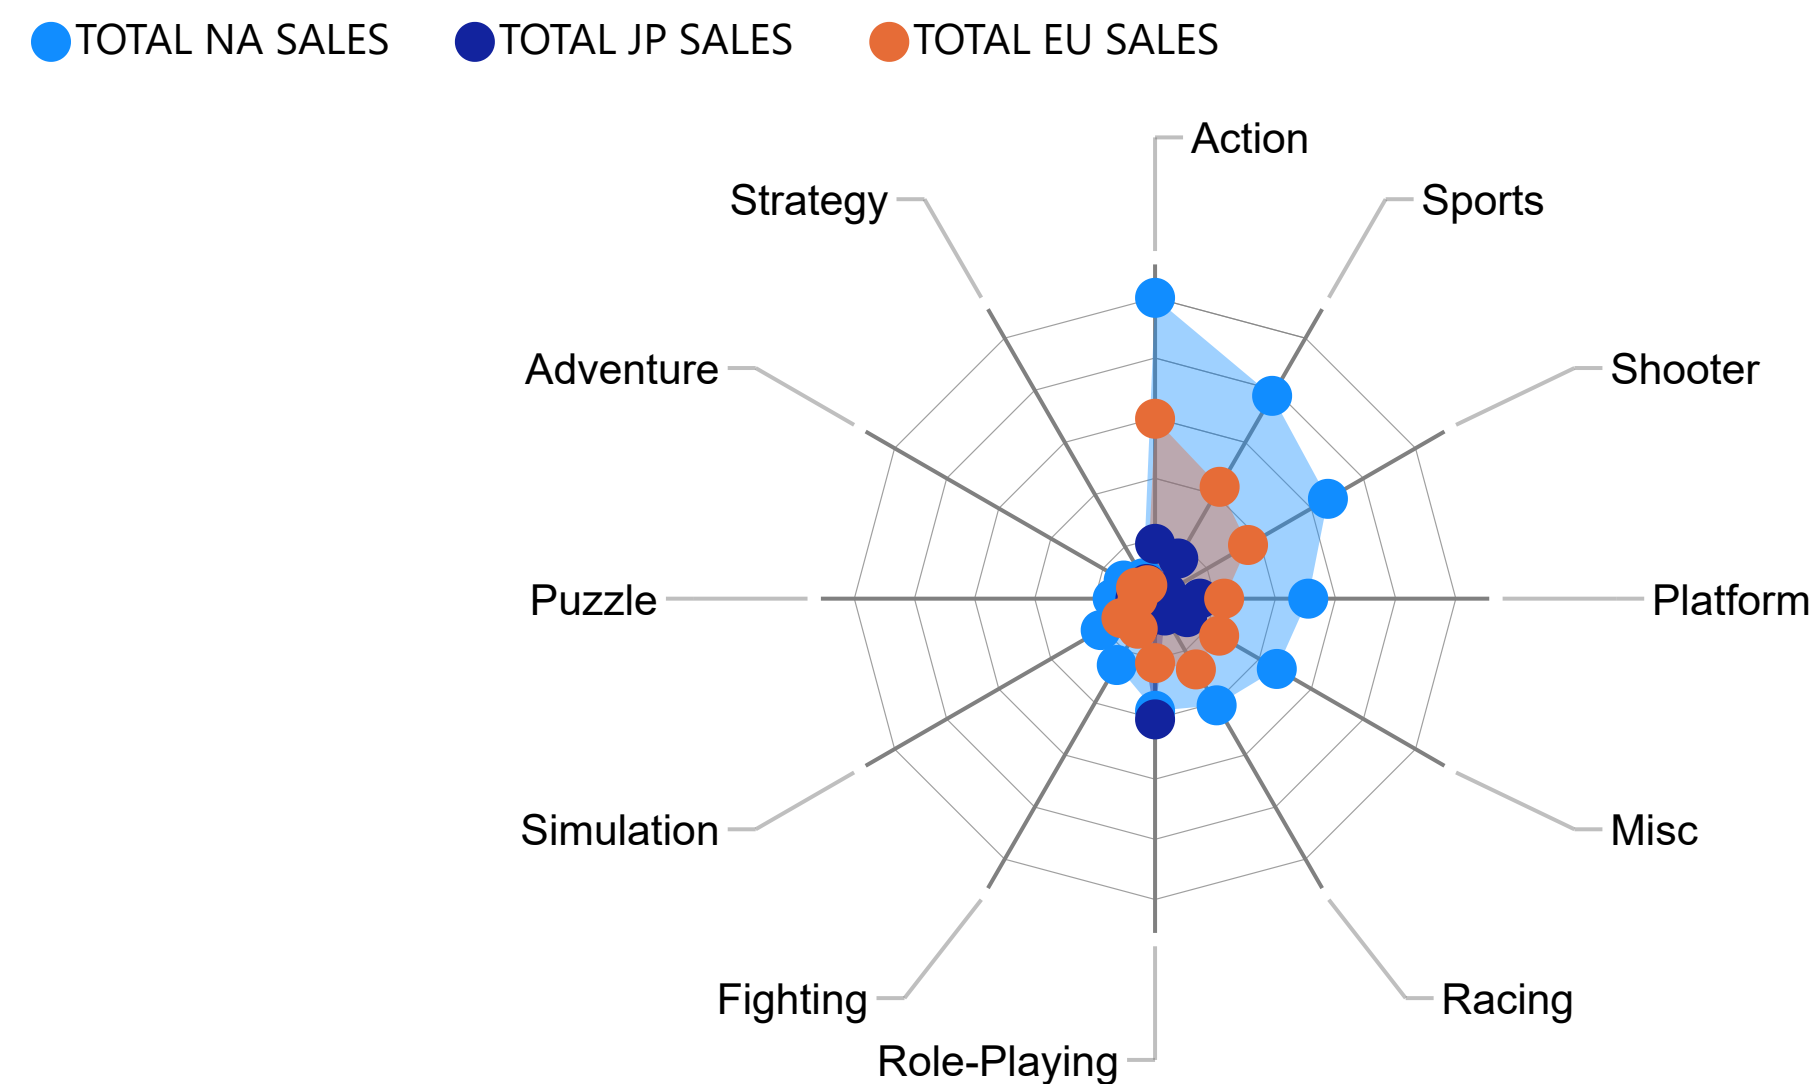 TOTAL NA SALES TOTAL JP SALES TOTAL EU SALES
Action
Strategy
Sports
Adventure
Shooter
Puzzle
Platform
Simulation
Misc
Fighting
Racing
Role-Playing